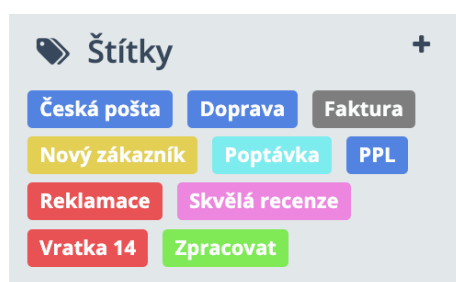 Štítky +
Česká pošta Doprava Faktura
Nový zákazník Poptávka PPL
Reklamace Skvělá recenze
Vratka 14 Zpracovat